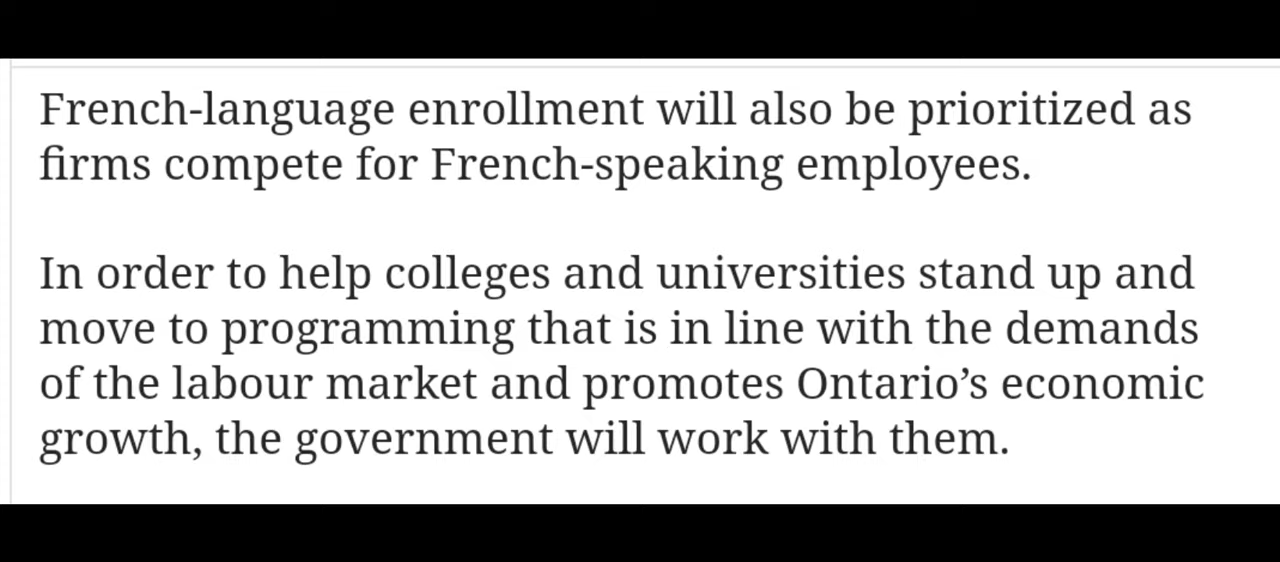 French-language enrollment will also be prioritized as
firms compete for French-speaking employees.
In order to help colleges and universities stand up and
move to programming that is in line with the demands
of the labour market and promotes Ontario’s economic
growth, the government will work with them.